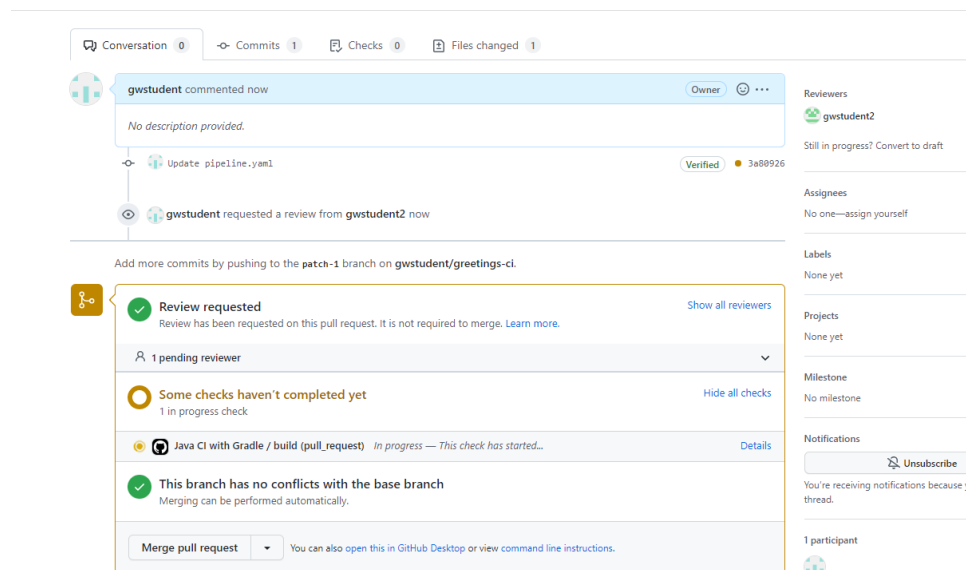 Conversation 0 Commits 1 Checks 0 Files changed 1
gwstudent commented now Owner
No description provided.
Update pipeline.yaml Verified 3a80926
gwstudent requested a review from gwstudent2 now
Add more commits by pushing to the patch-1 branch on gwstudent/greetings-ci.
Review requested Show all reviewers
Review has been requested on this pull request. It is not required to merge. Learn more.
1 pending reviewer
Some checks haven't completed yet Hide all checks
1 in progress check
Java CI with Gradle / build (pull_request) In progress — This check has started... Details
This branch has no conflicts with the base branch
Merging can be performed automatically.
Merge pull request You can also open this in GitHub Desktop or view command line instructions.
Reviewers
gwstudent2
Still in progress? Convert to draft
Assignees
No one—assign yourself
Labels
None yet
Projects
None yet
Milestone
No milestone
Notifications
Unsubscribe
You're receiving notifications because
thread.
1 participant